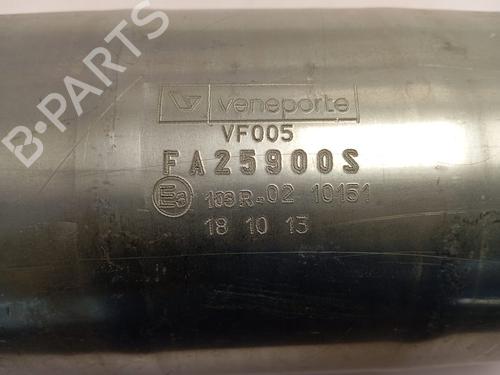 B-PARTS
veneporte
VF005
FA25900S
E3 103R-02 10151
18 10 13